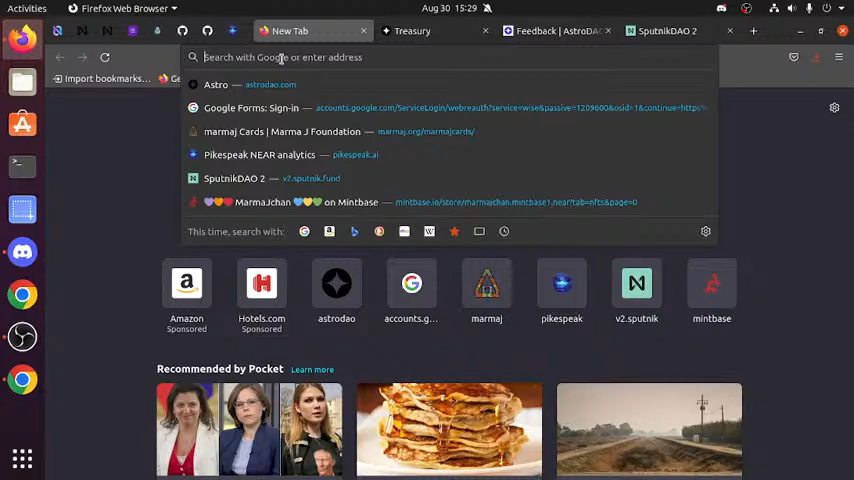 Activities
Firefox Web Browser
Aug 30 15:29
New Tab
Treasury
Feedback | AstroDA
SputnikDAO 2
Search with Google or enter address
Import bookmarks...
Ge
Astro — astrodao.com
Google Forms: Sign-in — accounts.google.com/ServiceLogin/webreauth?service=wise&passive=1209600&osid=1&continue=https%
marmaj Cards | Marma J Foundation — marmaj.org/marmajcards/
Pikespeak NEAR analytics — pikespeak.ai
SputnikDAO 2 — v2.sputnik.fund
💜🧡❤️ MarmaJchan 💙💛💚 on Mintbase — mintbase.io/store/marmajchan.mintbase1.near?tab=nfts&page=0
This time, search with:
Amazon
Sponsored
Hotels.com
Sponsored
astrodao
accounts.g...
marmaj
pikespeak
v2.sputnik
mintbase
Recommended by Pocket
Learn more